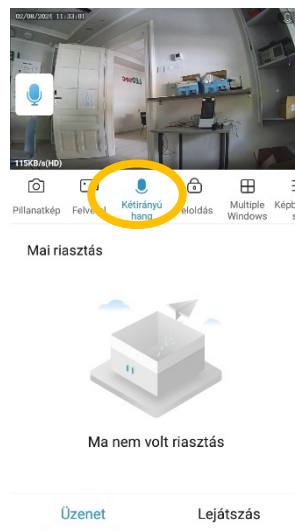 02/08/2021 11:33:01
115KB/s(HD)
Pillanatkép
Kétirányú
hang
Multiple
Windows
Mai riasztás
Ma nem volt riasztás
Üzenet
Lejátszás